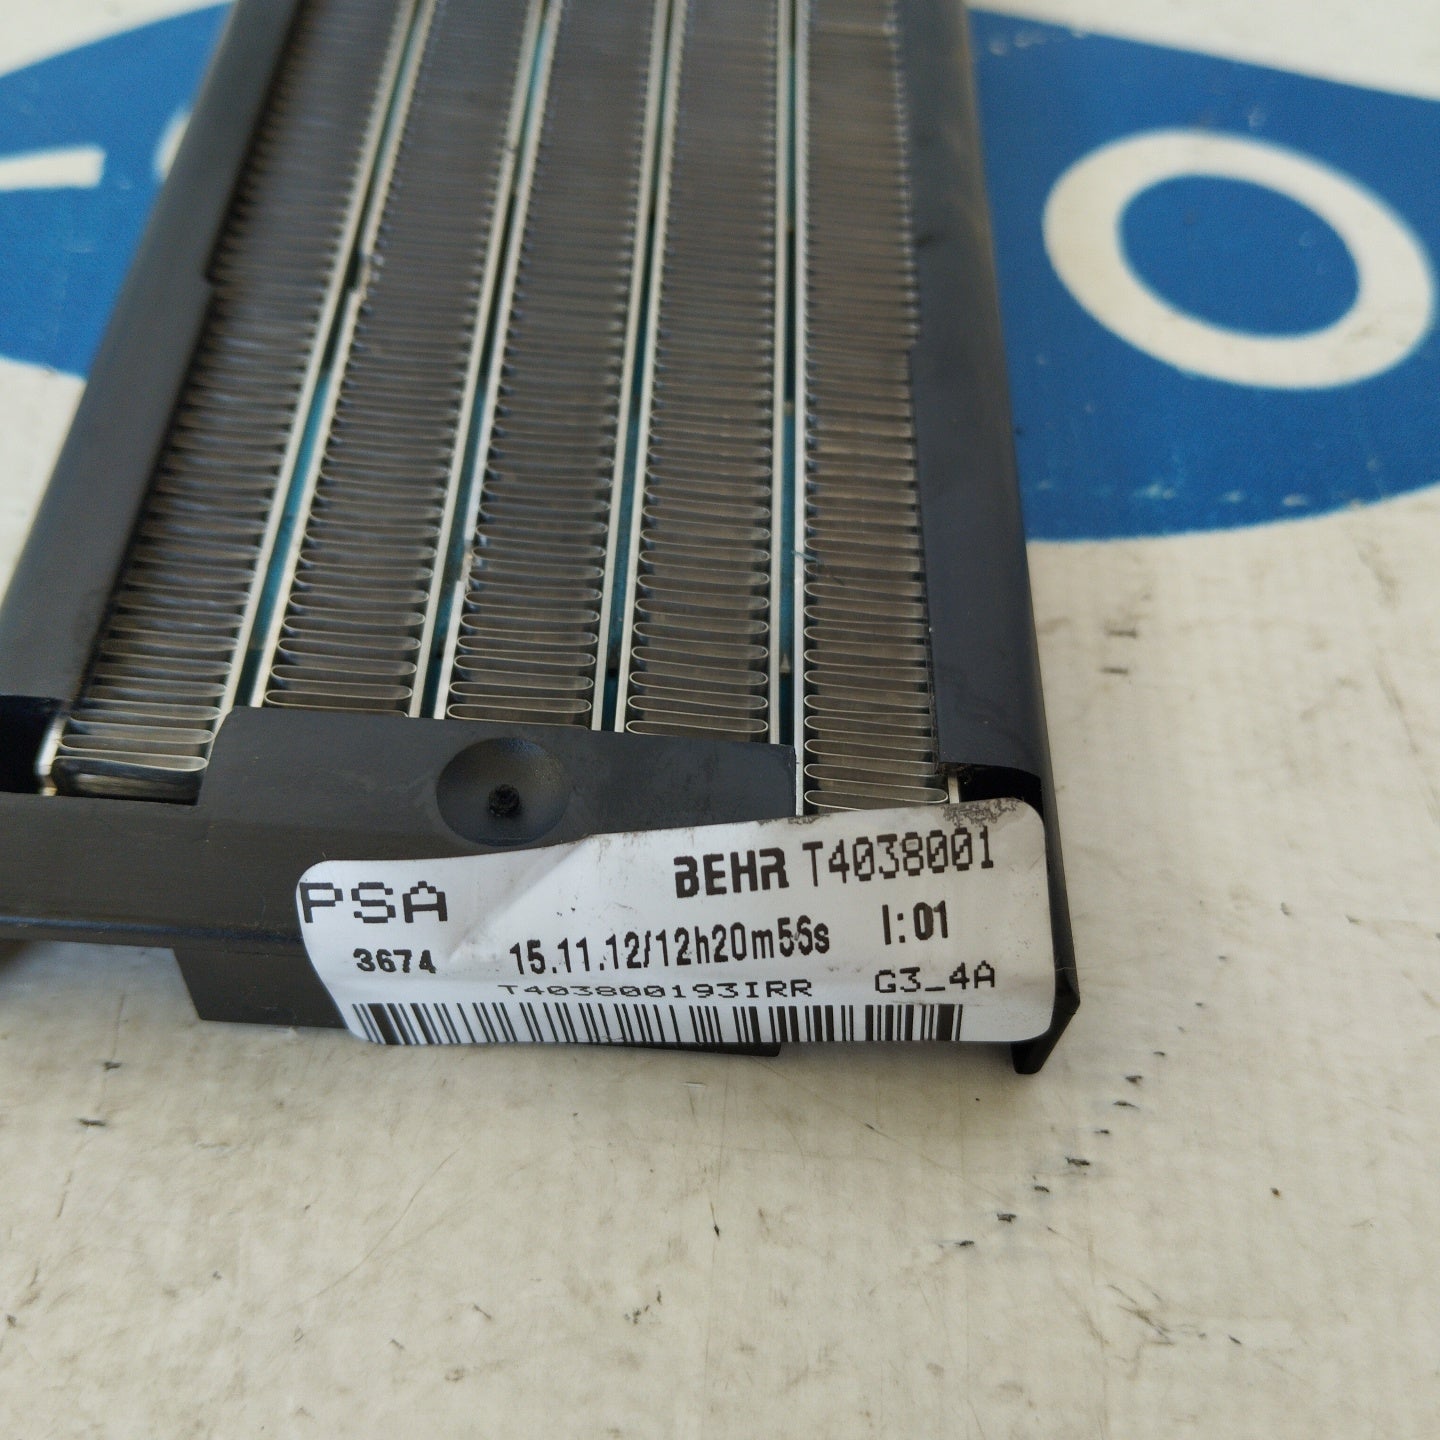 O
PSA BEHR T4038001
3674 15.11.12/12h20m56s I:01
T403800193IRR G3_4A